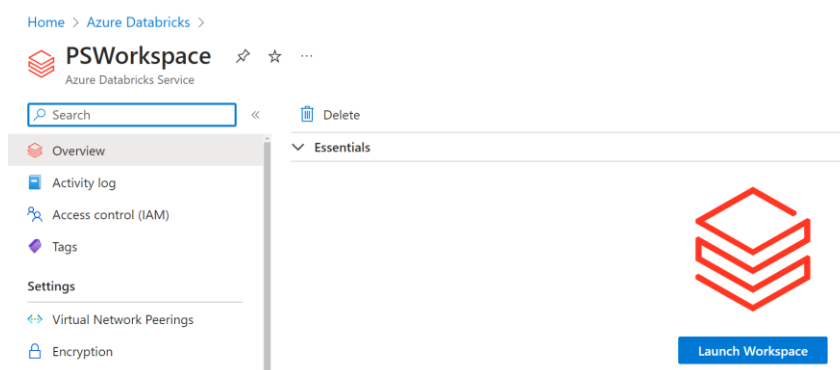 Home > Azure Databricks >
PSWorkspace
Azure Databricks Service
Search
«
Delete
Overview
Essentials
Activity log
Access control (IAM)
Tags
Settings
Virtual Network Peerings
Encryption
Launch Workspace